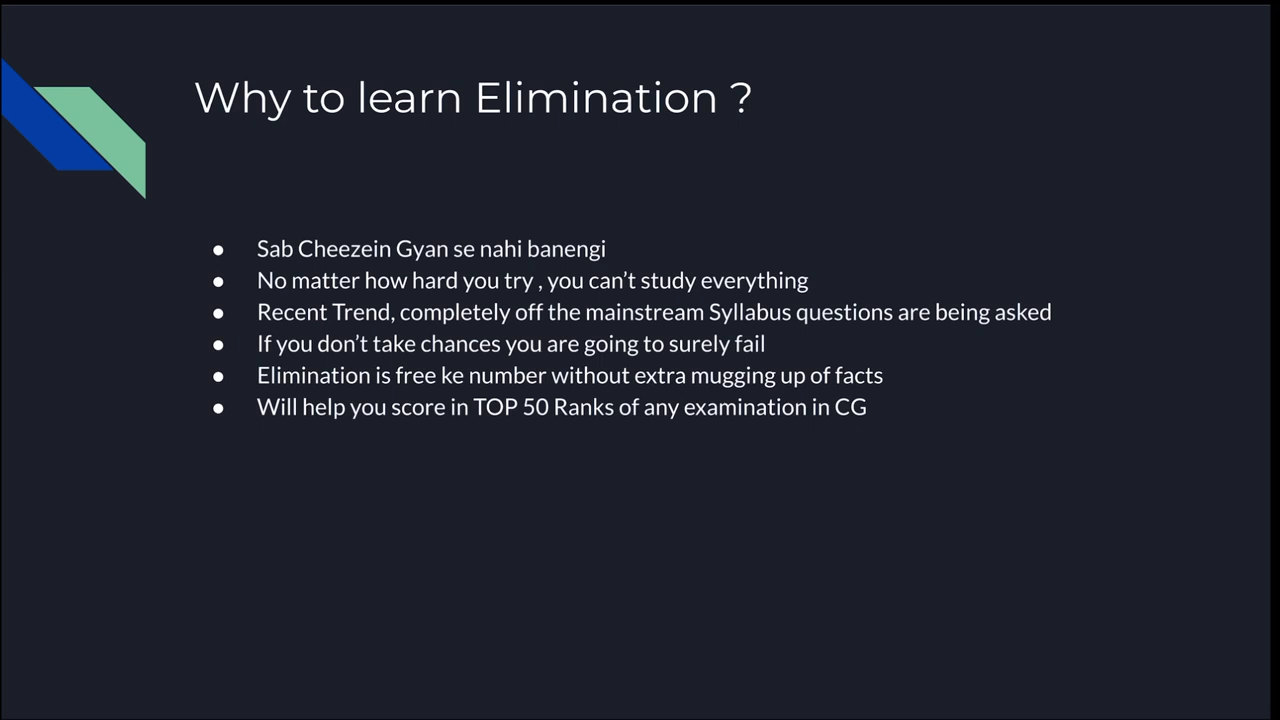 Why to learn Elimination ?
● Sab Cheezein Gyan se nahi banengi
● No matter how hard you try , you can’t study everything
● Recent Trend, completely off the mainstream Syllabus questions are being asked
● If you don’t take chances you are going to surely fail
● Elimination is free ke number without extra mugging up of facts
● Will help you score in TOP 50 Ranks of any examination in CG